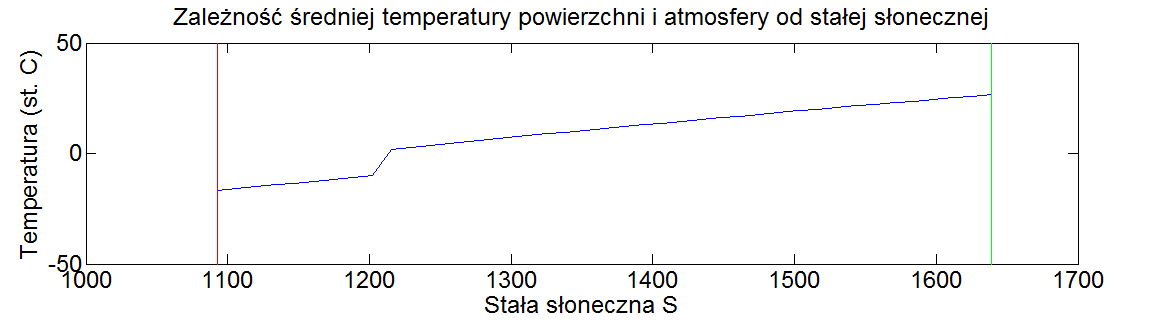 Zależność średniej temperatury powierzchni i atmosfery od stałej słonecznej
Temperatura (st. C)
50
0
-50
1000 1100 1200 1300 1400 1500 1600 1700
Stała słoneczna S